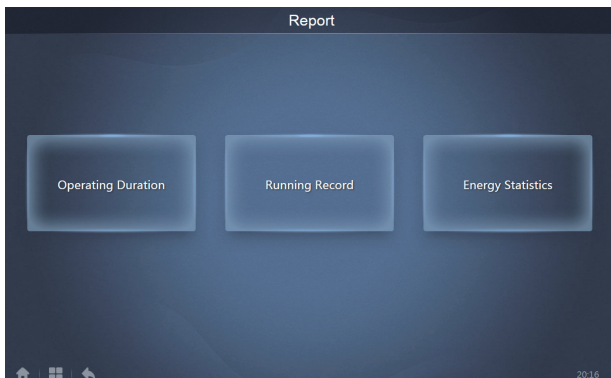 Report
Operating Duration
Running Record
Energy Statistics
20:16